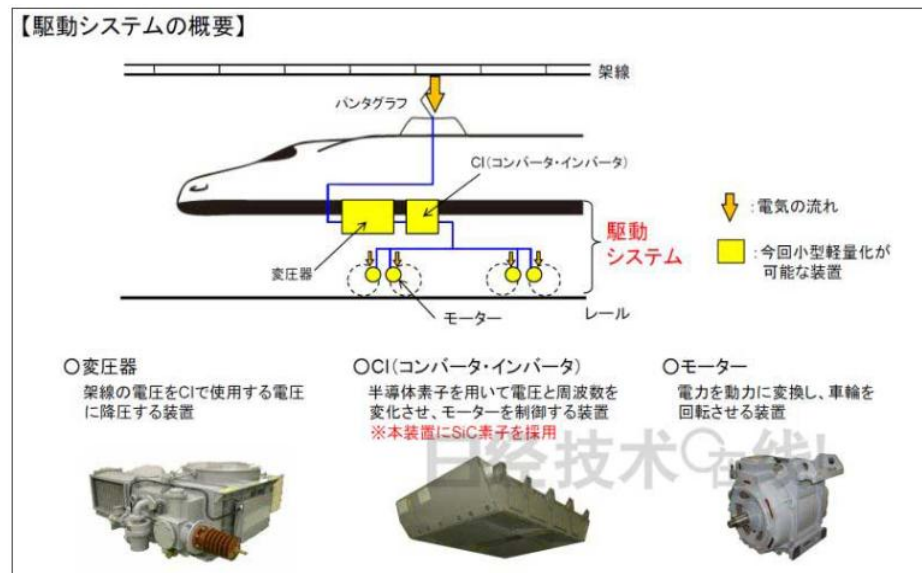 【駆動システムの概要】
架線
パンタグラフ
CI(コンバータ・インバータ)
:電気の流れ
駆動
システム
:今回小型軽量化が
可能な装置
変圧器
モーター
レール
○変圧器
架線の電圧をCIで使用する電圧
に降圧する装置
○CI(コンバータ・インバータ)
半導体素子を用いて電圧と周波数を
変化させ、モーターを制御する装置
※本装置にSiC素子を採用
○モーター
電力を動力に変換し、車輪を
回転させる装置
日经技术在线!